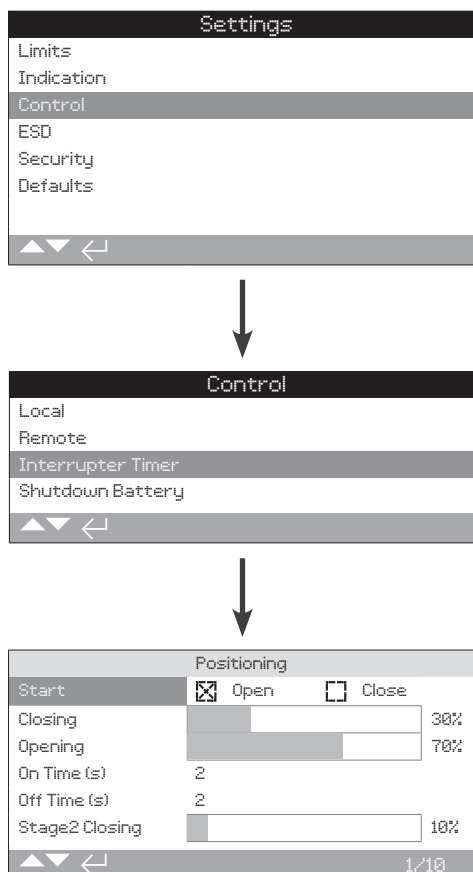 Settings
Limits
Indication
Control
ESD
Security
Defaults
Control
Local
Remote
Interrupter Timer
Shutdown Battery
Positioning
Start Open Close
Closing 30%
Opening 70%
On Time (s) 2
Off Time (s) 2
Stage2 Closing 10%
1/10